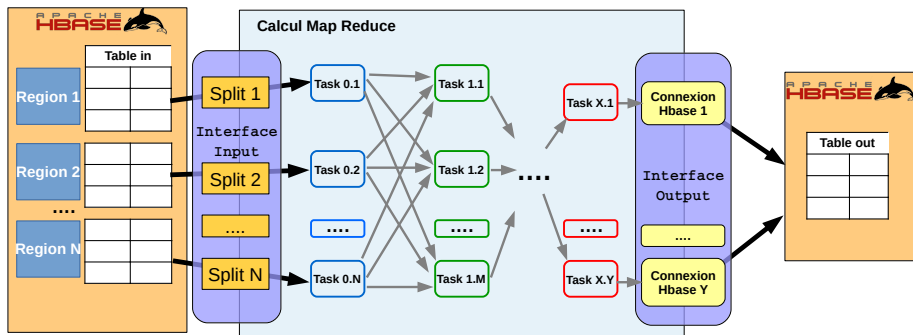 APACHE
HBASE
Calcul Map Reduce
Table in
Region 1
Region 2
....
Region N
Split 1
Interface
Input
Split 2
....
Split N
Task 0.1
Task 0.2
....
Task 0.N
Task 1.1
Task 1.2
....
Task 1.M
....
Task X.1
....
Task X.Y
Connexion
Hbase 1
Interface
Output
....
Connexion
Hbase Y
APACHE
HBASE
Table out